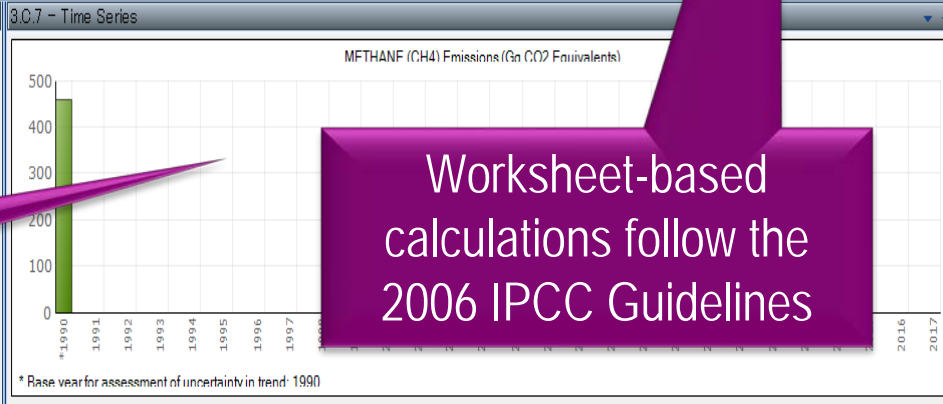 3.C.7 - Time Series
METHANE (CH4) Emissions (Gg CO2 Equivalents)
500
400
300
200
100
0
*1990
1991
1992
1993
1994
1995
1996
1997
2016
2017
Worksheet-based
calculations follow the
2006 IPCC Guidelines
* Base year for assessment of uncertainty in trend: 1990